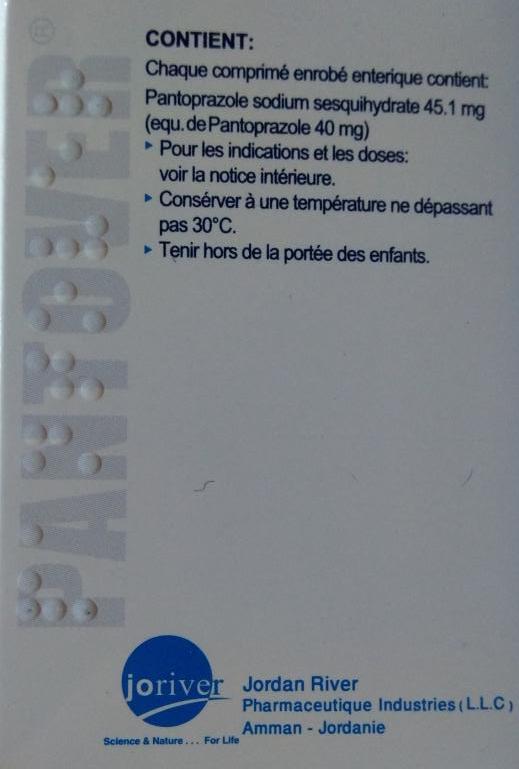 CONTIENT:
Chaque comprimé enrobé enterique contient:
Pantoprazole sodium sesquihydrate 45.1 mg
(equ. de Pantoprazole 40 mg)
Pour les indications et les doses:
voir la notice intérieure.
Consérver à une température ne dépassant
pas 30°C.
Tenir hors de la portée des enfants.
PANTOVER®
joriver
Science & Nature . . . For Life
Jordan River
Pharmaceutique Industries (L.L.C)
Amman - Jordanie